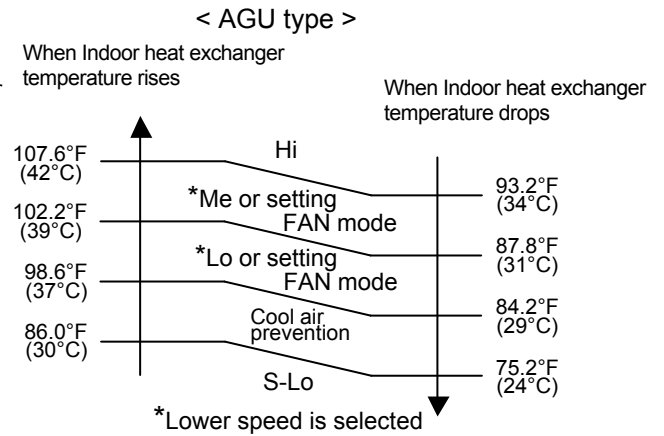 < AGU type >
When Indoor heat exchanger
temperature rises
When Indoor heat exchanger
temperature drops
107.6°F
(42°C)
Hi
93.2°F
(34°C)
*Me or setting
FAN mode
102.2°F
(39°C)
87.8°F
(31°C)
*Lo or setting
FAN mode
98.6°F
(37°C)
84.2°F
(29°C)
Cool air
prevention
86.0°F
(30°C)
75.2°F
(24°C)
S-Lo
*Lower speed is selected